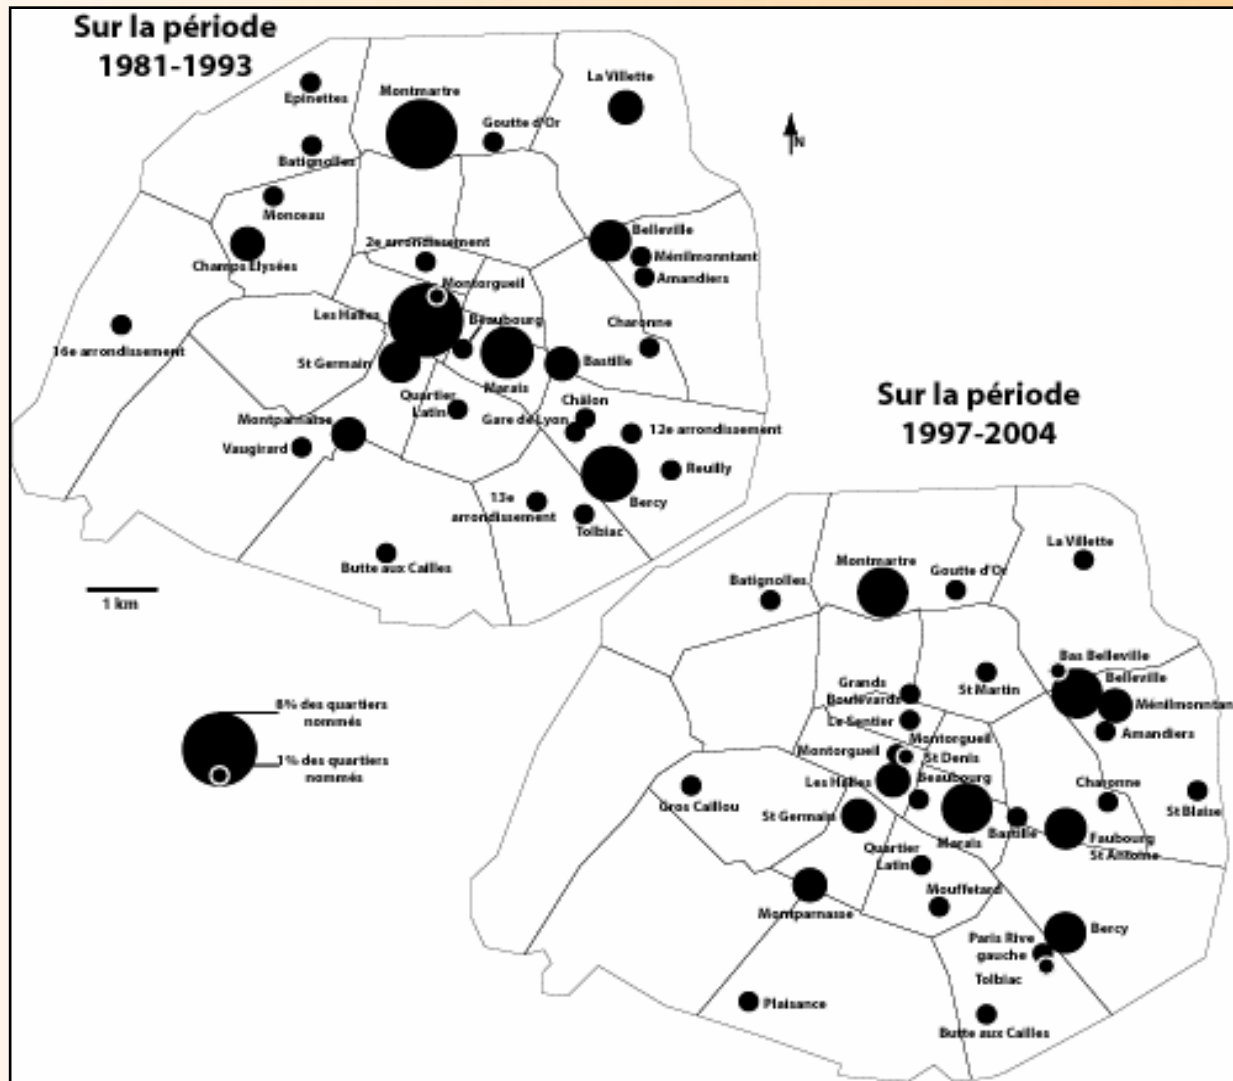 Sur la période
1981-1993
Epinettes
Montmartre
La Villette
Goutte d'Or
Batignolles
Monceau
Belleville
2e arrondissement
Ménilmonntant
Champs Elysées
Amandiers
Montorgueil
Les Halles
Beaubourg
Charonne
16e arrondissement
St Germain
Bastille
Marais
Quartier
Latin
Châlon
Montparnasse
Gare de Lyon
12e arrondissement
Vaugirard
Reuilly
13e
arrondissement
Bercy
Tolbiac
Butte aux Cailles
N
1 km
8% des quartiers
nommés
1% des quartiers
nommés
Sur la période
1997-2004
La Villette
Montmartre
Goutte d'Or
Batignolles
Bas Belleville
Belleville
Grands
Boulevards
St Martin
Ménilmonntant
Le Sentier
Amandiers
Montorgueil
Montorgueil
St Denis
Les Halles
Beaubourg
Charonne
Gros Caillou
St Blaise
St Germain
Bastille
Marais
Faubourg
St Antoine
Quartier
Latin
Mouffetard
Montparnasse
Bercy
Paris Rive
gauche
Tolbiac
Plaisance
Butte aux Cailles